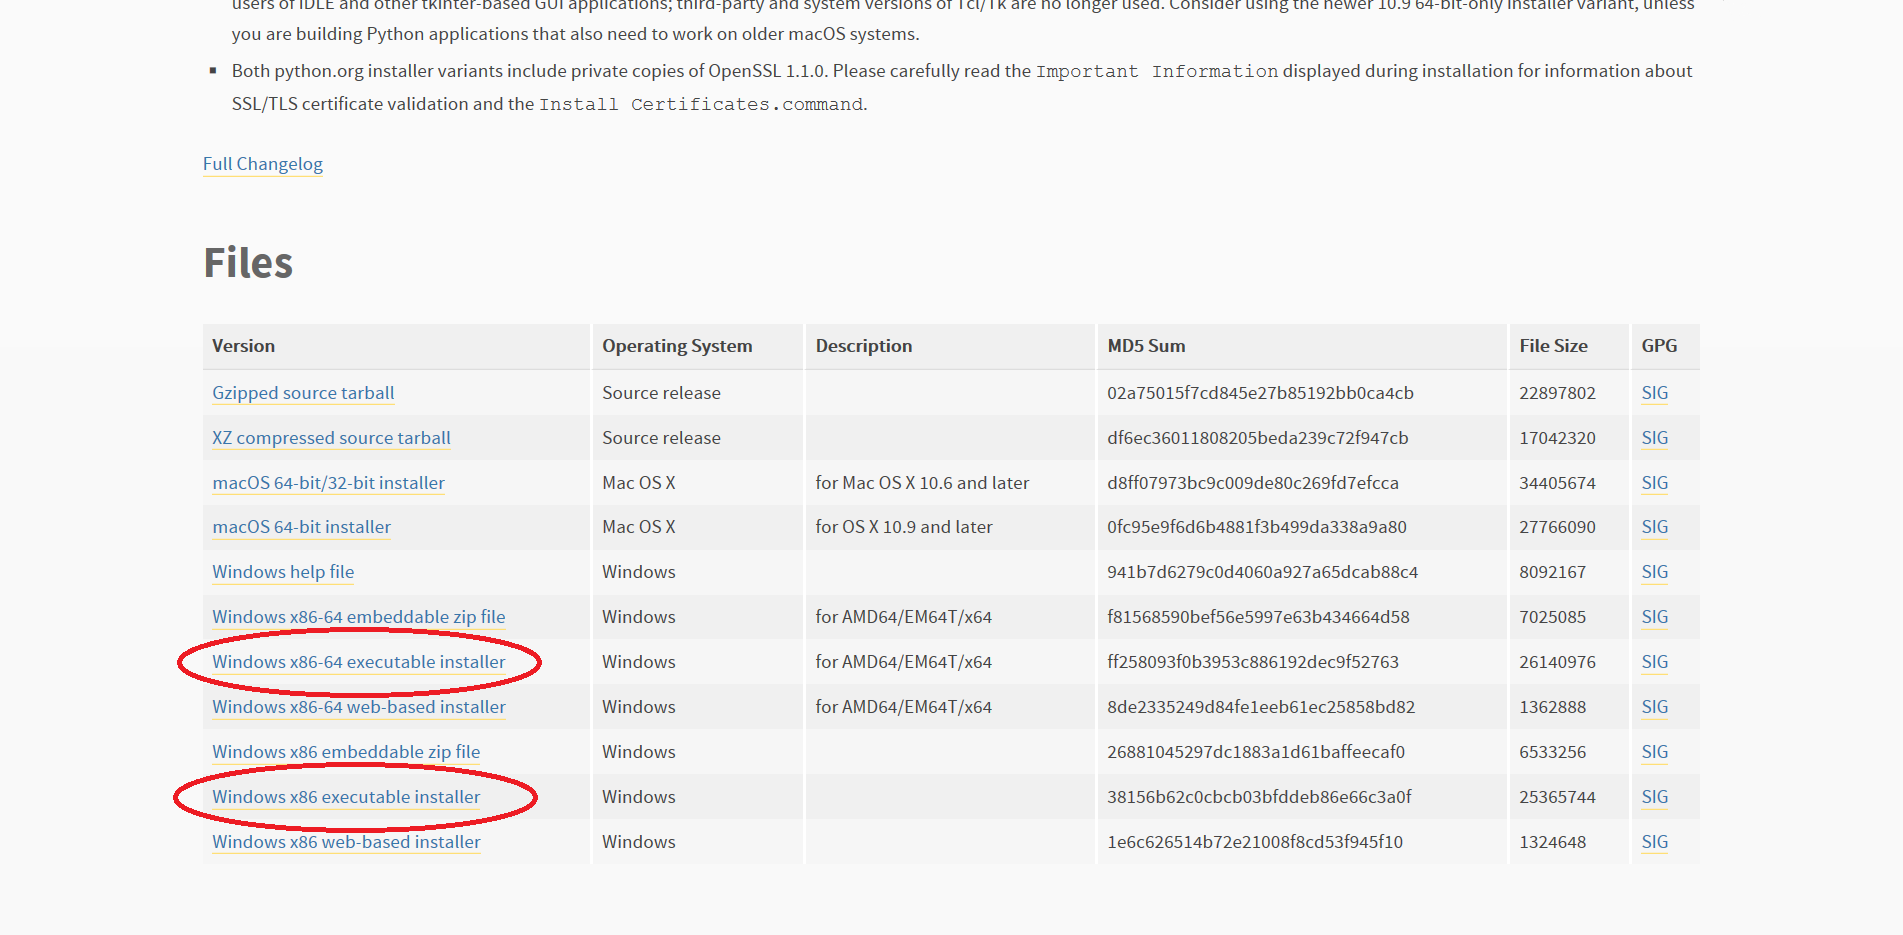 users of IDLE and other tkinter-based GUI applications; third-party and system versions of Tcl/Tk are no longer used. Consider using the newer 10.9 64-bit-only installer variant, unless
you are building Python applications that also need to work on older macOS systems.
▪ Both python.org installer variants include private copies of OpenSSL 1.1.0. Please carefully read the Important Information displayed during installation for information about
SSL/TLS certificate validation and the Install Certificates.command.
Full Changelog
Files
Version Operating System Description MD5 Sum File Size GPG
Gzipped source tarball Source release 02a75015f7cd845e27b85192bb0ca4cb 22897802 SIG
XZ compressed source tarball Source release df6ec36011808205beda239c72f947cb 17042320 SIG
macOS 64-bit/32-bit installer Mac OS X for Mac OS X 10.6 and later d8ff07973bc9c009de80c269fd7efcca 34405674 SIG
macOS 64-bit installer Mac OS X for OS X 10.9 and later 0fc95e9f6d6b4881f3b499da338a9a80 27766090 SIG
Windows help file Windows 941b7d6279c0d4060a927a65dcab88c4 8092167 SIG
Windows x86-64 embeddable zip file Windows for AMD64/EM64T/x64 f81568590bef56e5997e63b434664d58 7025085 SIG
Windows x86-64 executable installer Windows for AMD64/EM64T/x64 ff258093f0b3953c886192dec9f52763 26140976 SIG
Windows x86-64 web-based installer Windows for AMD64/EM64T/x64 8de2335249d84fe1eeb61ec25858bd82 1362888 SIG
Windows x86 embeddable zip file Windows 26881045297dc1883a1d61baffeecaf0 6533256 SIG
Windows x86 executable installer Windows 38156b62c0cbcb03bfddeb86e66c3a0f 25365744 SIG
Windows x86 web-based installer Windows 1e6c626514b72e21008f8cd53f945f10 1324648 SIG